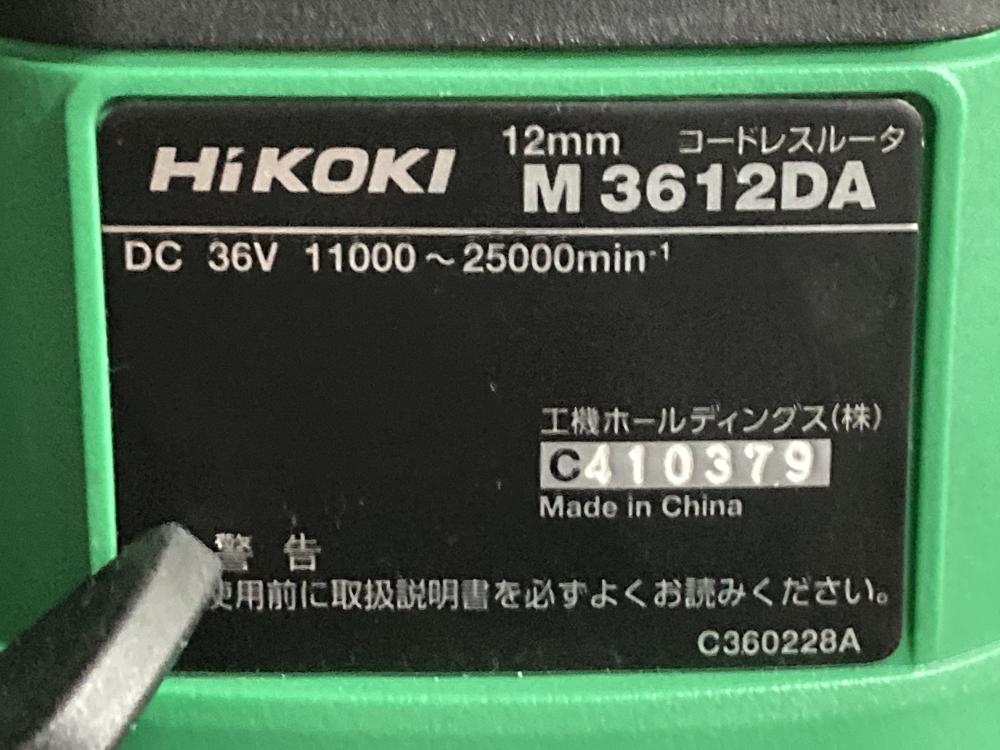 HiKOKI
12mm コードレスルータ
M 3612DA
DC 36V 11000～25000min⁻¹
工機ホールディングス(株)
C410379
Made in China
警 告
使用前に取扱説明書を必ずよくお読みください。
C360228A